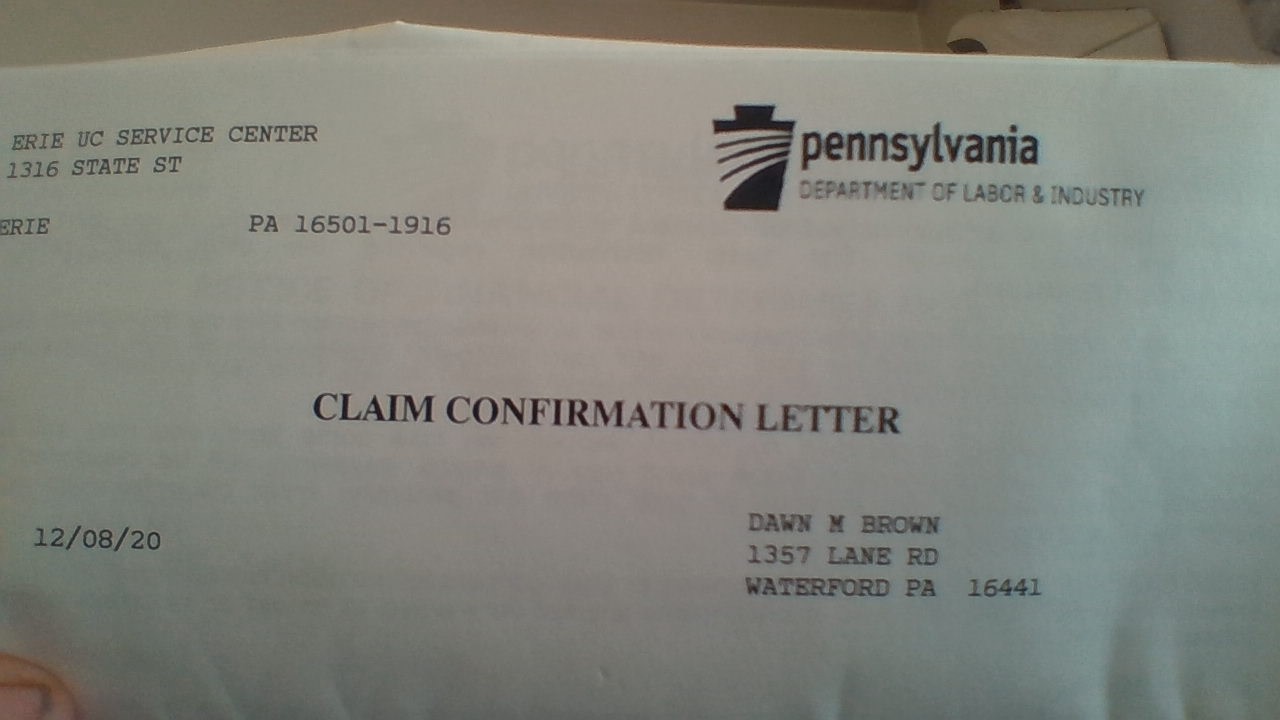 ERIE UC SERVICE CENTER
1316 STATE ST
ERIE PA 16501-1916
pennsylvania
DEPARTMENT OF LABOR & INDUSTRY
CLAIM CONFIRMATION LETTER
12/08/20
DAWN M BROWN
1357 LANE RD
WATERFORD PA 16441